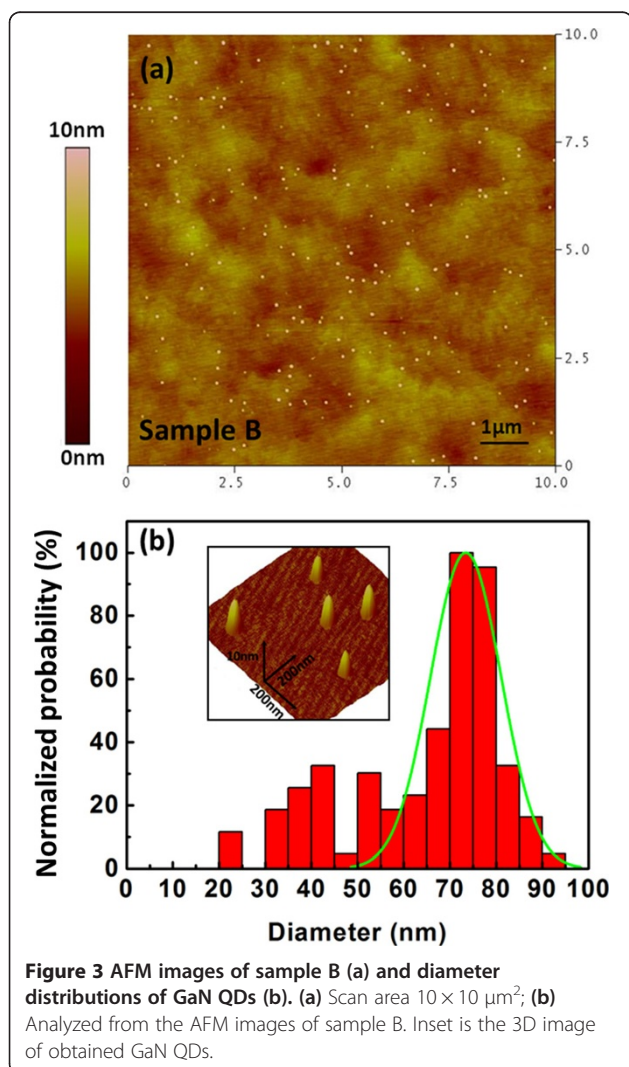 (a)
10nm
0nm
Sample B
1μm
10.0
7.5
5.0
2.5
0
0 2.5 5.0 7.5 10.0
(b)
Normalized probability (%)
100
80
60
40
20
0
10nm
200nm
200nm
0 10 20 30 40 50 60 70 80 90 100
Diameter (nm)
Figure 3 AFM images of sample B (a) and diameter
distributions of GaN QDs (b). (a) Scan area 10 × 10 μm²; (b)
Analyzed from the AFM images of sample B. Inset is the 3D image
of obtained GaN QDs.